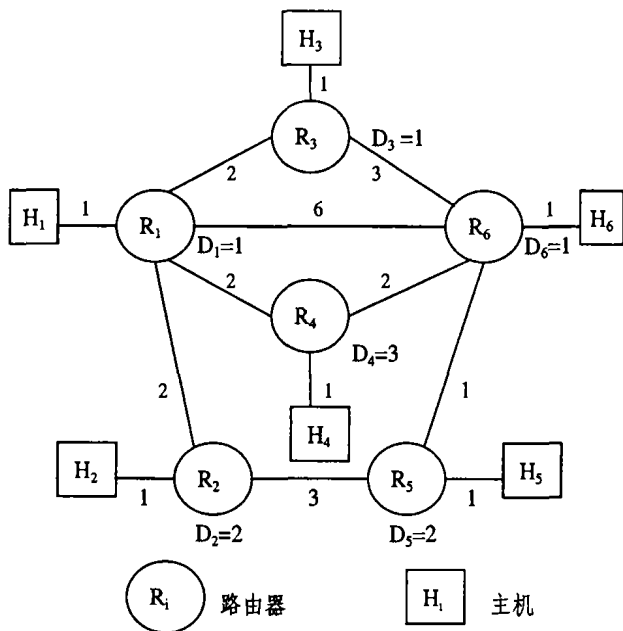 H3
1
R3
D3=1
2
3
H1
1
R1
6
R6
1
H6
D1=1
D6=1
2
2
R4
D4=3
2
1
1
H4
H2
R2
R5
H5
1
3
1
D2=2
D5=2
Ri 路由器
H1 主机